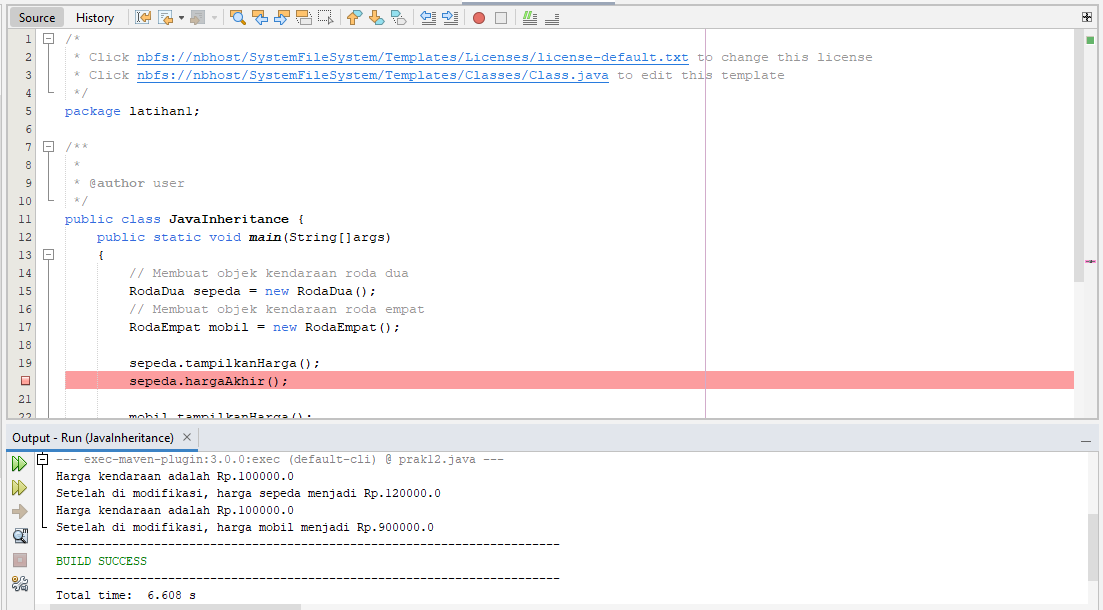 Source History
1 /*
2 * Click nbfs://nbhost/SystemFileSystem/Templates/Licenses/license-default.txt to change this license
3 * Click nbfs://nbhost/SystemFileSystem/Templates/Classes/Class.java to edit this template
4 */
5 package latihan1;
6
7 /**
8 *
9 * @author user
10 */
11 public class JavaInheritance {
12 public static void main(String[]args)
13 {
14 // Membuat objek kendaraan roda dua
15 RodaDua sepeda = new RodaDua();
16 // Membuat objek kendaraan roda empat
17 RodaEmpat mobil = new RodaEmpat();
18
19 sepeda.tampilkanHarga();
sepeda.hargaAkhir();
21
22 mobil.tampilkanHarga();
Output - Run (JavaInheritance) ×
--- exec-maven-plugin:3.0.0:exec (default-cli) @ prak12.java ---
Harga kendaraan adalah Rp.100000.0
Setelah di modifikasi, harga sepeda menjadi Rp.120000.0
Harga kendaraan adalah Rp.100000.0
Setelah di modifikasi, harga mobil menjadi Rp.900000.0
------------------------------------------------------------------------
BUILD SUCCESS
------------------------------------------------------------------------
Total time: 6.608 s